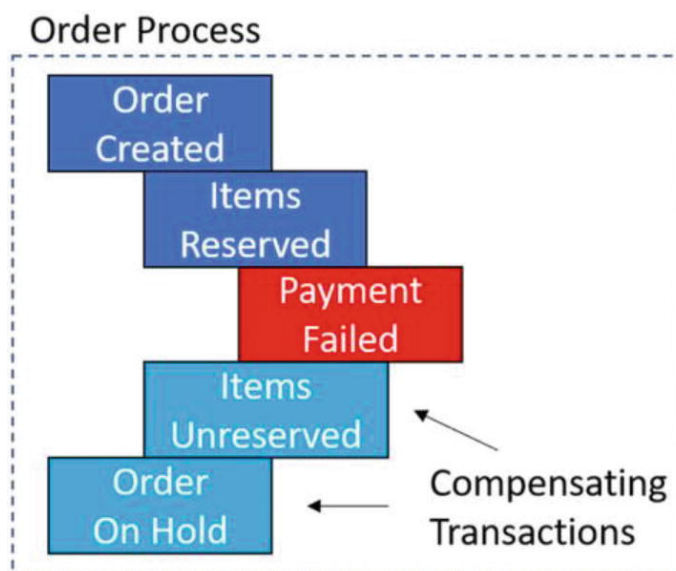 Order Process
Order
Created
Items
Reserved
Payment
Failed
Items
Unreserved
Order
On Hold
Compensating
Transactions